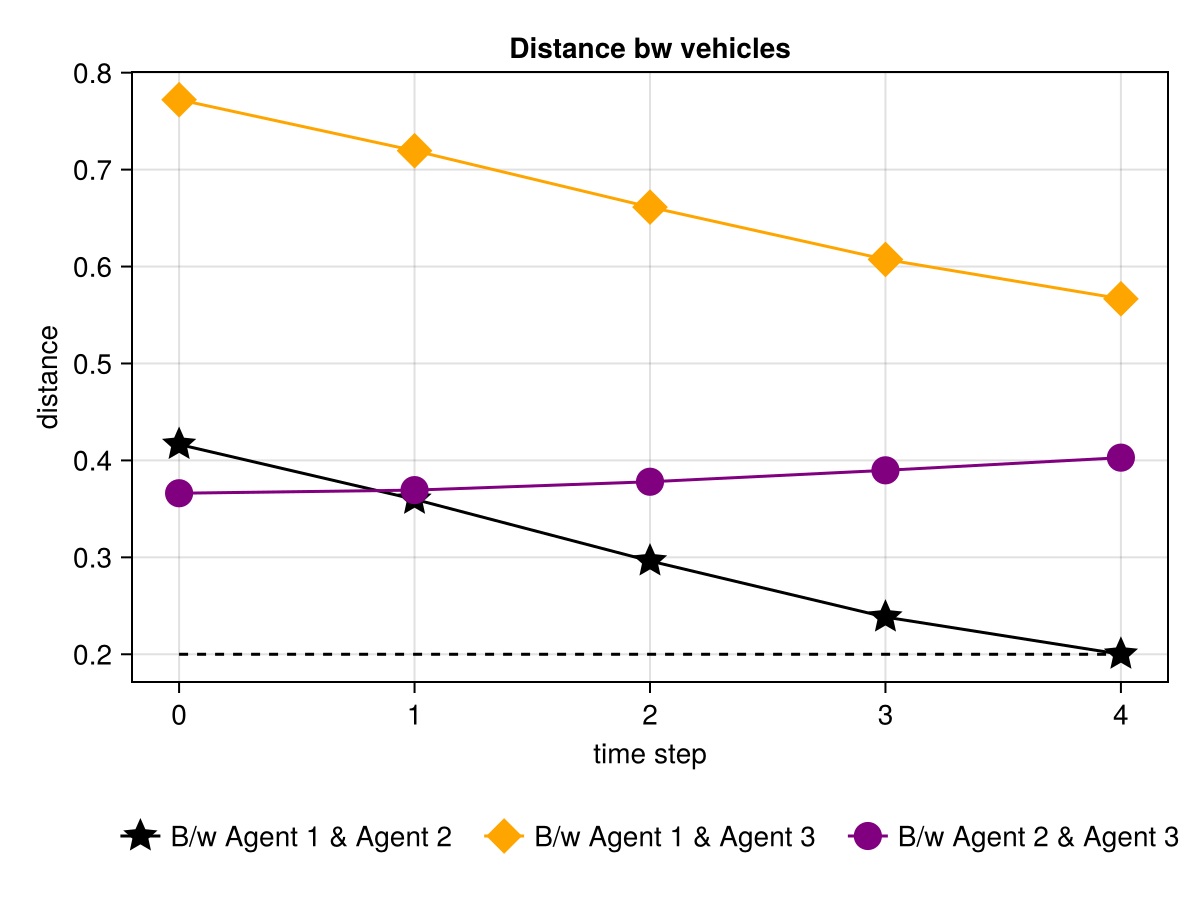 Distance bw vehicles
0.8
0.7
0.6
0.5
0.4
0.3
0.2
distance
0 1 2 3 4
time step
B/w Agent 1 & Agent 2 B/w Agent 1 & Agent 3 B/w Agent 2 & Agent 3